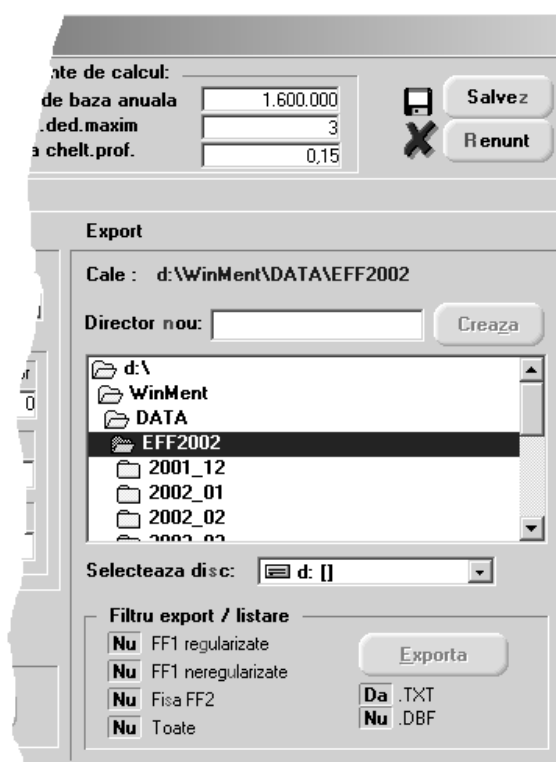 nte de calcul:
de baza anuala 1.600.000
.ded.maxim 3
a chelt.prof. 0,15
Salvez
Renunt
Export
Cale : d:\WinMent\DATA\EFF2002
Director nou:
Creaza
d:\
WinMent
DATA
EFF2002
2001_12
2002_01
2002_02
Selecteaza disc: d: []
Filtru export / listare
Nu FF1 regularizate
Nu FF1 neregularizate
Nu Fisa FF2
Nu Toate
Exporta
Da .TXT
Nu .DBF
0